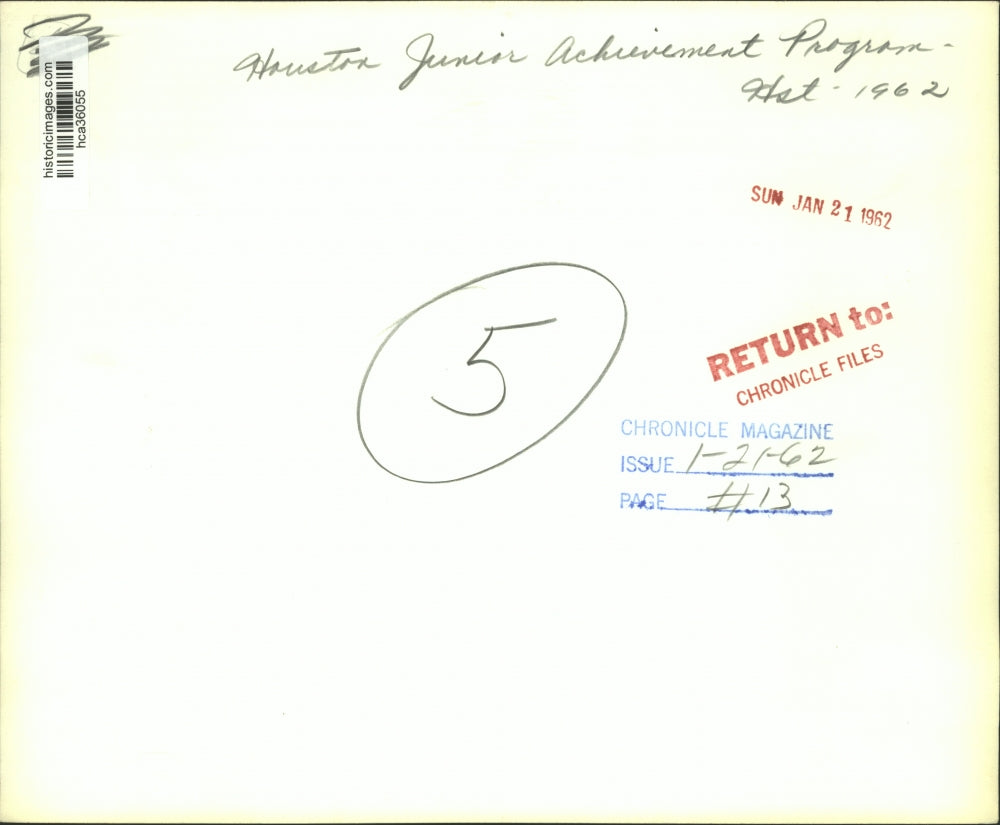 Houston Junior Achievement Program -
Hst - 1962
historicimages.com
hca36055
SUN JAN 21 1962
RETURN to:
CHRONICLE FILES
5
CHRONICLE MAGAZINE
ISSUE 1-21-62
PAGE #13